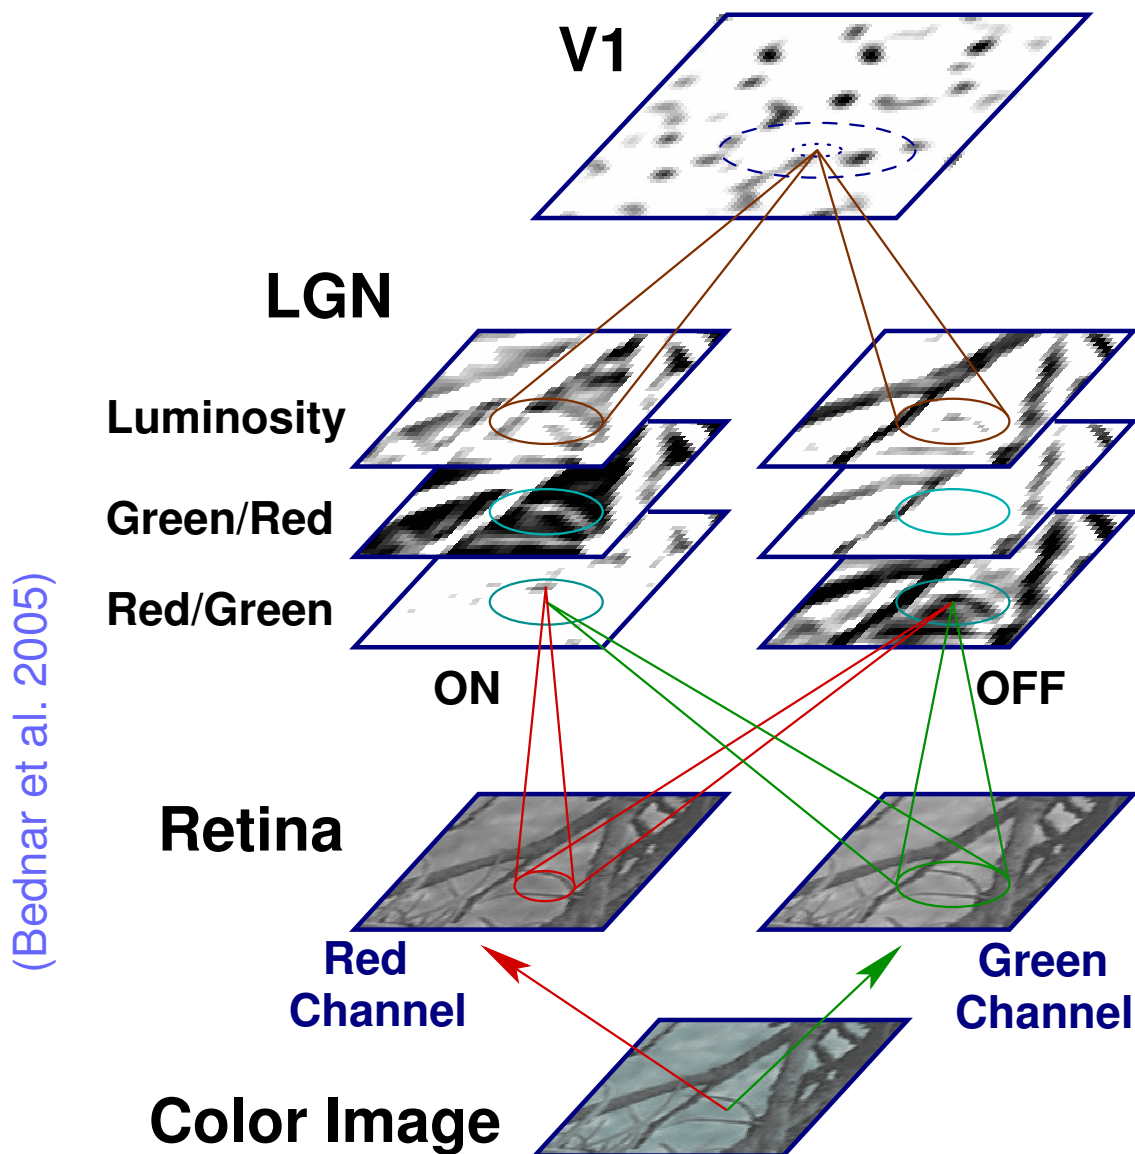 V1
LGN
Luminosity
Green/Red
Red/Green
ON
OFF
(Bednar et al. 2005)
Retina
Red
Channel
Green
Channel
Color Image